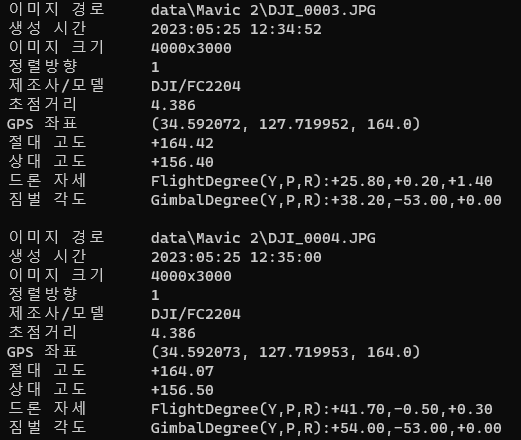 이미지 경로 data\Mavic 2\DJI_0003.JPG
생성 시간 2023:05:25 12:34:52
이미지 크기 4000x3000
정렬방향 1
제조사/모델 DJI/FC2204
초점거리 4.386
GPS 좌표 (34.592072, 127.719952, 164.0)
절대 고도 +164.42
상대 고도 +156.40
드론 자세 FlightDegree(Y,P,R):+25.80,+0.20,+1.40
짐벌 각도 GimbalDegree(Y,P,R):+38.20,-53.00,+0.00
이미지 경로 data\Mavic 2\DJI_0004.JPG
생성 시간 2023:05:25 12:35:00
이미지 크기 4000x3000
정렬방향 1
제조사/모델 DJI/FC2204
초점거리 4.386
GPS 좌표 (34.592073, 127.719953, 164.0)
절대 고도 +164.07
상대 고도 +156.50
드론 자세 FlightDegree(Y,P,R):+41.70,-0.50,+0.30
짐벌 각도 GimbalDegree(Y,P,R):+54.00,-53.00,+0.00